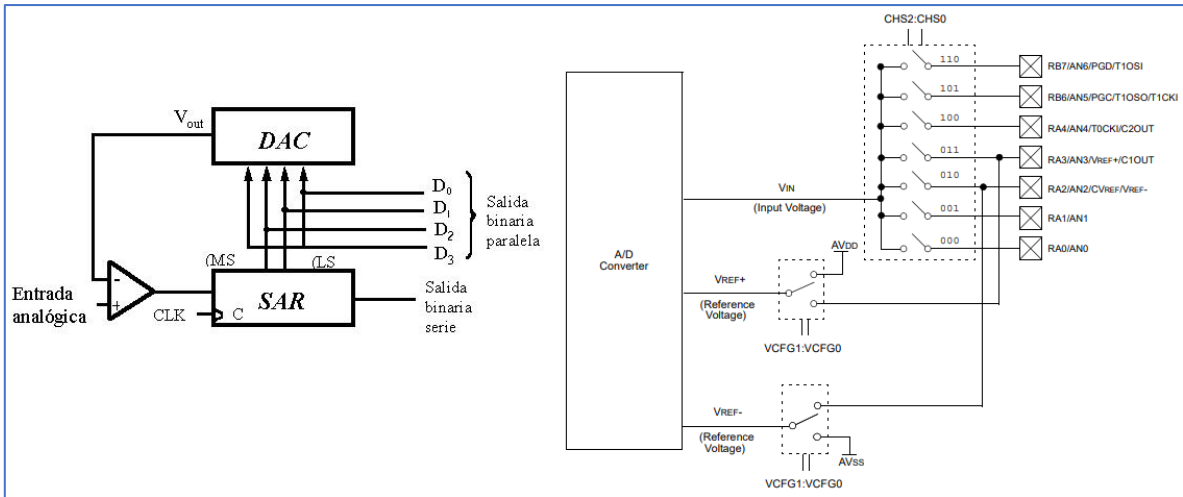 V_out
DAC
D₀
D₁
D₂
D₃
Salida
binaria
paralela
(MS
(LS
-
+
Entrada
analógica
CLK
C
SAR
Salida
binaria
serie
CHS2:CHS0
110
RB7/AN6/PGD/T1OSI
101
RB6/AN5/PGC/T1OSO/T1CKI
100
RA4/AN4/T0CKI/C2OUT
011
RA3/AN3/VREF+/C1OUT
010
RA2/AN2/CVREF/VREF-
001
RA1/AN1
000
RA0/AN0
VIN
(Input Voltage)
A/D
Converter
AVDD
VREF+
(Reference
Voltage)
VCFG1:VCFG0
VREF-
(Reference
Voltage)
AVSS
VCFG1:VCFG0